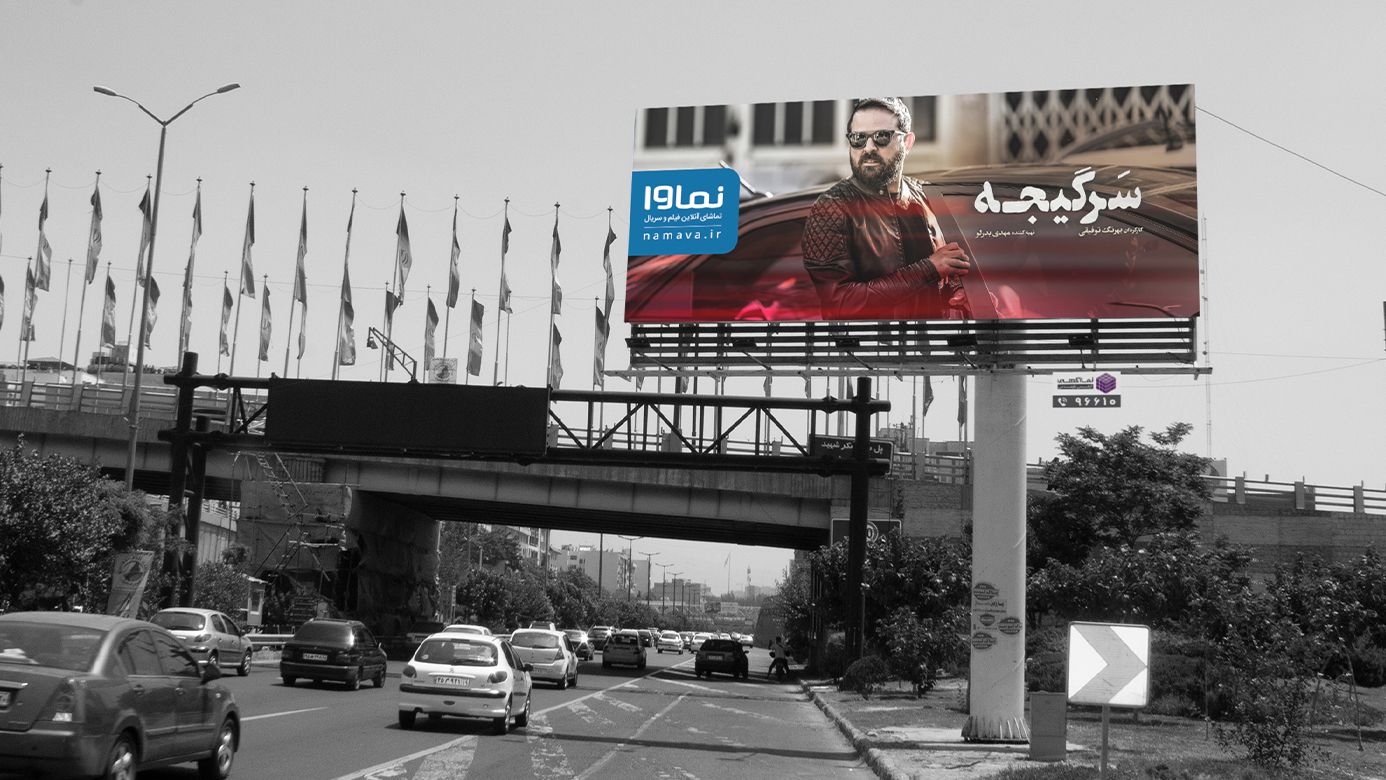 نماوا
تماشای آنلاین فیلم و سریال
namava.ir
سرگیجه
کارگردان بهرنگ توفیقی
تهیه کننده مهدی بدرلو
۹۶۶۱۰